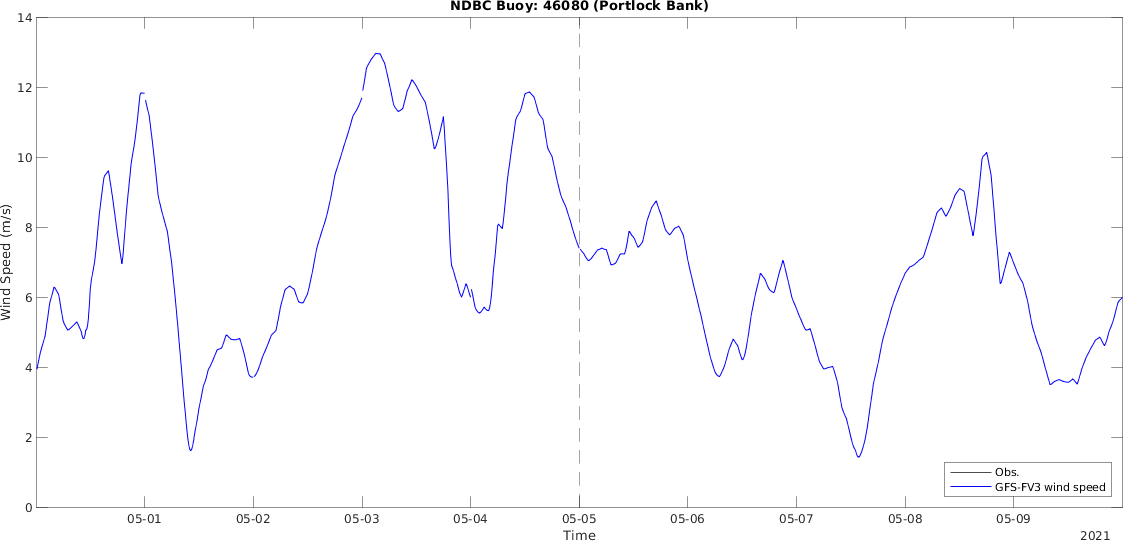 NDBC Buoy: 46080 (Portlock Bank)
14
12
10
8
6
4
2
0
Wind Speed (m/s)
05-01 05-02 05-03 05-04 05-05 05-06 05-07 05-08 05-09
Time
2021
Obs.
GFS-FV3 wind speed